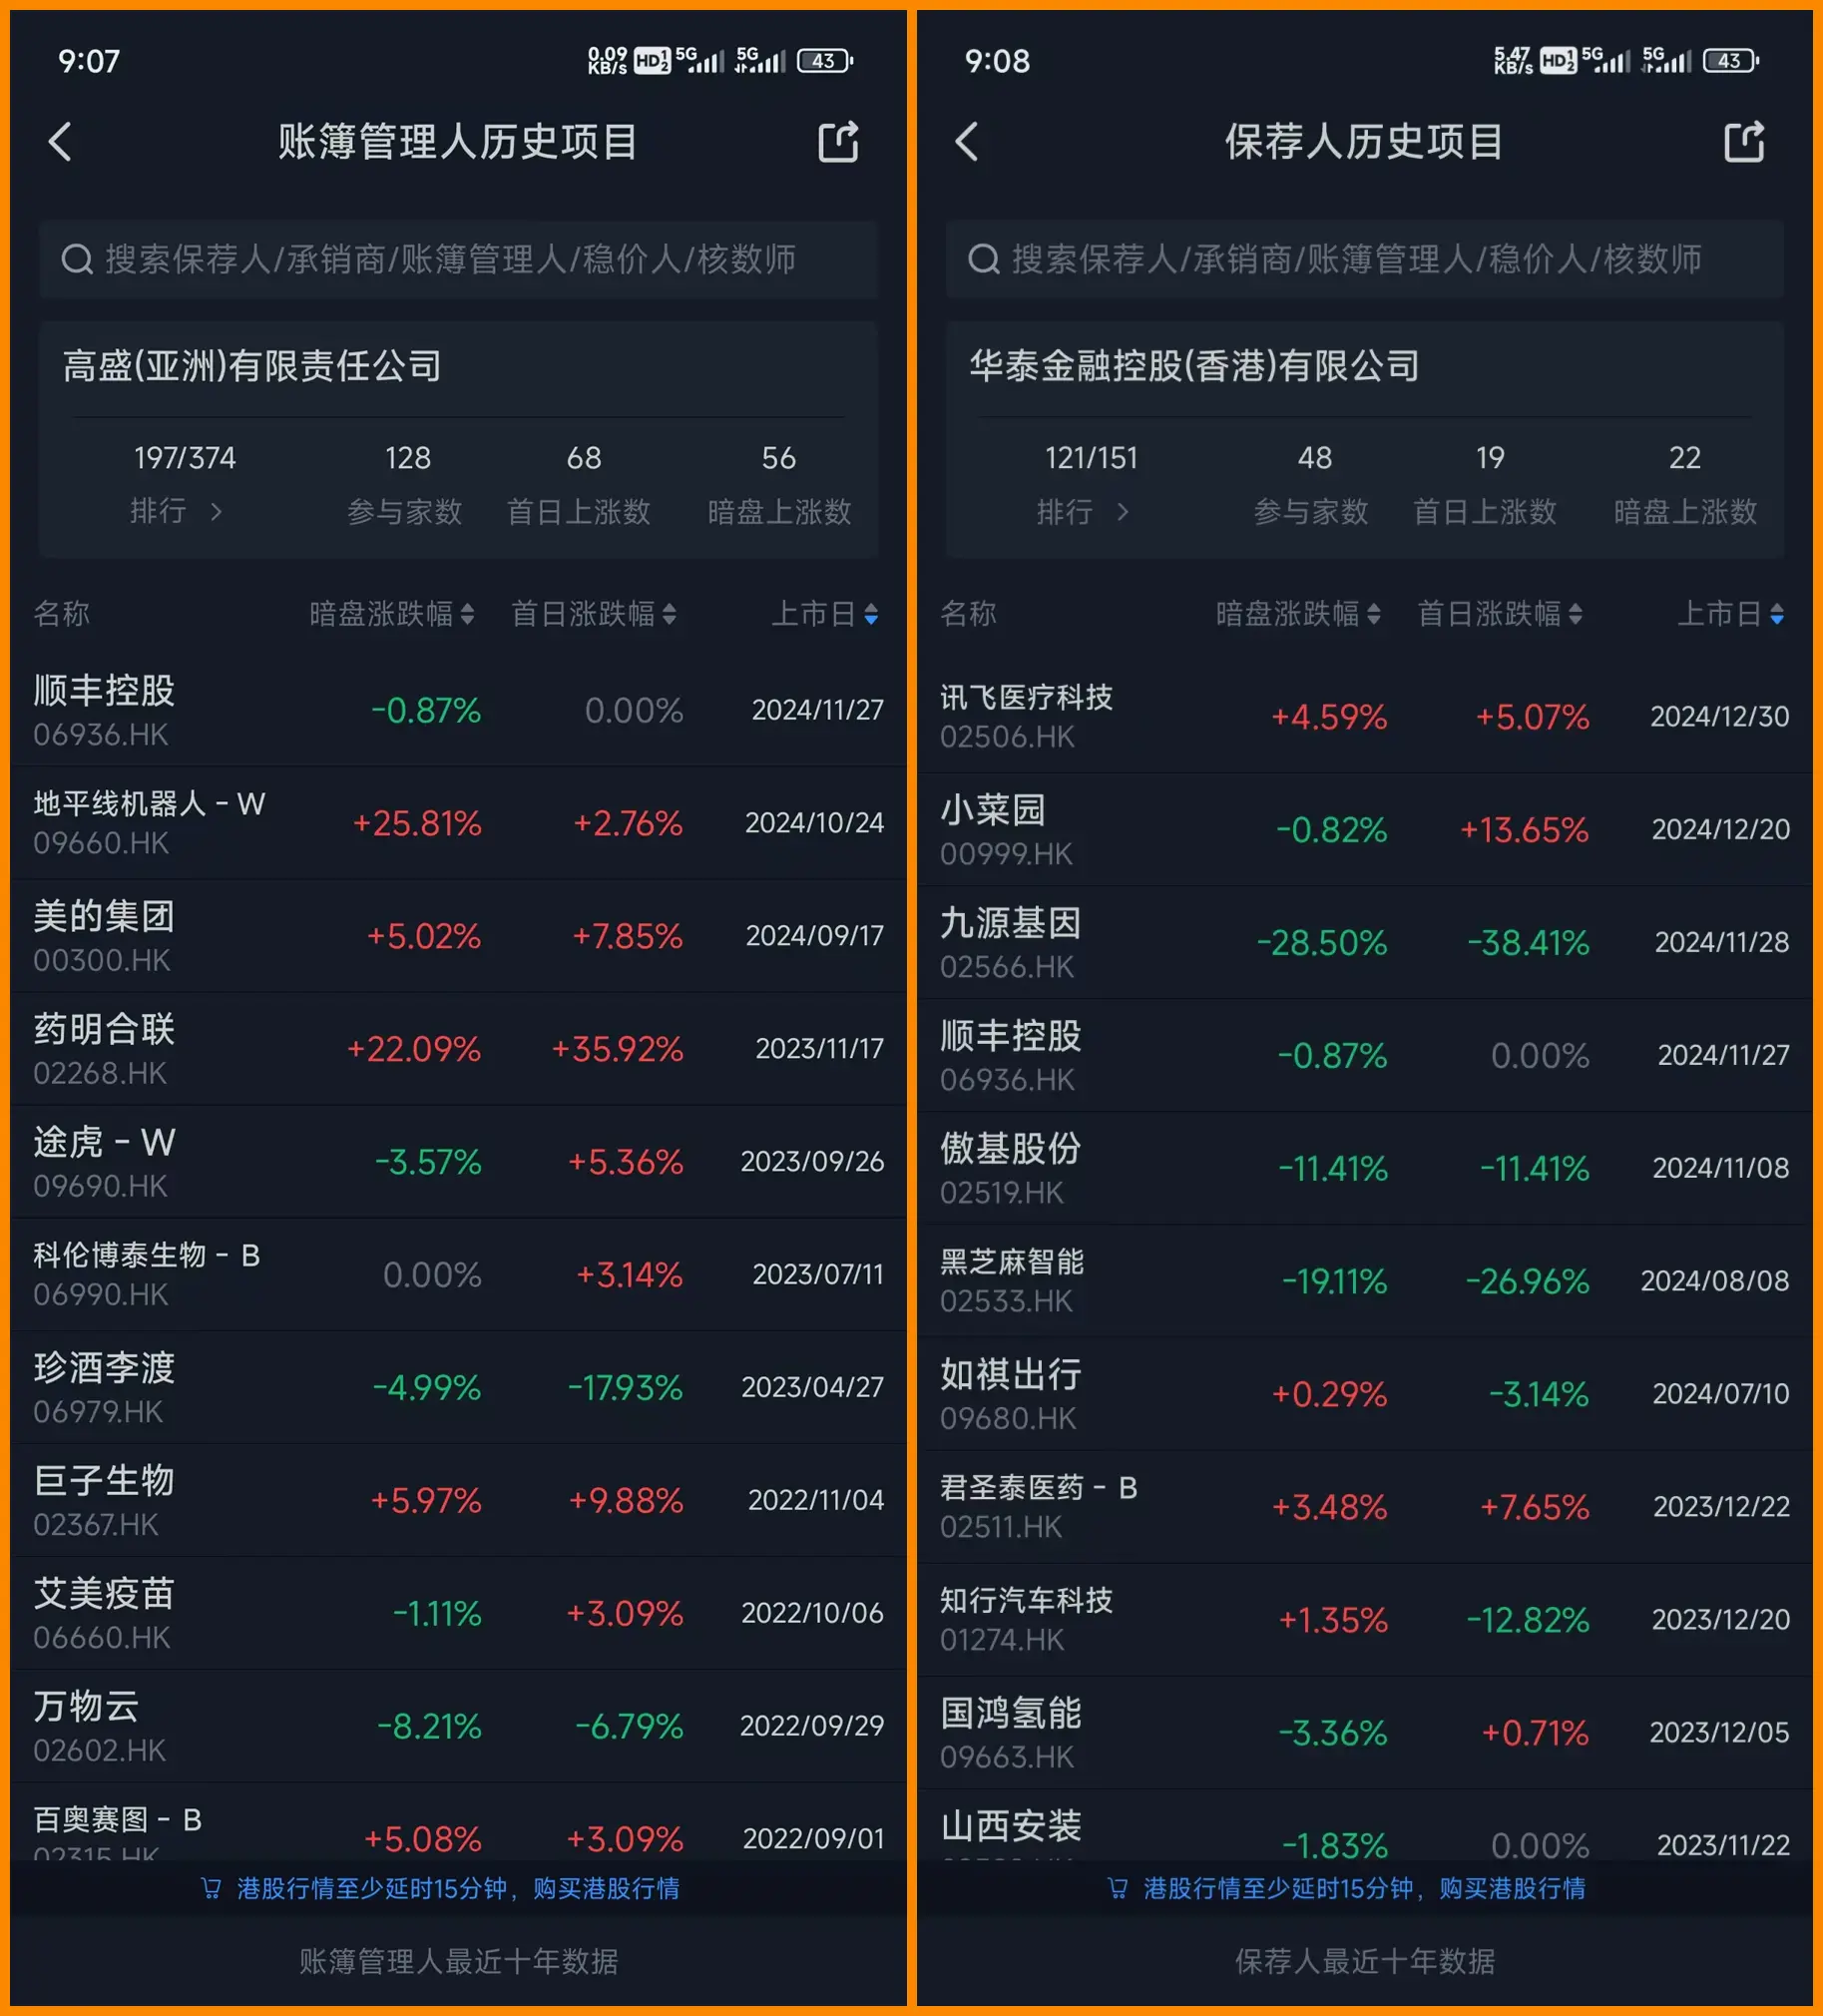 9:07
0.09 KB/s HD 1 2 5G 5G 43
账簿管理人历史项目
搜索保荐人/承销商/账簿管理人/稳价人/核数师
高盛(亚洲)有限责任公司
197/374 128 68 56
排行 > 参与家数 首日上涨数 暗盘上涨数
名称 暗盘涨跌幅 首日涨跌幅 上市日
顺丰控股
06936.HK -0.87% 0.00% 2024/11/27
地平线机器人-W
09660.HK +25.81% +2.76% 2024/10/24
美的集团
00300.HK +5.02% +7.85% 2024/09/17
药明合联
02268.HK +22.09% +35.92% 2023/11/17
途虎-W
09690.HK -3.57% +5.36% 2023/09/26
科伦博泰生物-B
06990.HK 0.00% +3.14% 2023/07/11
珍酒李渡
06979.HK -4.99% -17.93% 2023/04/27
巨子生物
02367.HK +5.97% +9.88% 2022/11/04
艾美疫苗
06660.HK -1.11% +3.09% 2022/10/06
万物云
02602.HK -8.21% -6.79% 2022/09/29
百奥赛图-B
02315.HK +5.08% +3.09% 2022/09/01
港股行情至少延时15分钟，购买港股行情
账簿管理人最近十年数据
9:08
5.47 KB/s HD 1 2 5G 5G 43
保荐人历史项目
搜索保荐人/承销商/账簿管理人/稳价人/核数师
华泰金融控股(香港)有限公司
121/151 48 19 22
排行 > 参与家数 首日上涨数 暗盘上涨数
名称 暗盘涨跌幅 首日涨跌幅 上市日
讯飞医疗科技
02506.HK +4.59% +5.07% 2024/12/30
小菜园
00999.HK -0.82% +13.65% 2024/12/20
九源基因
02566.HK -28.50% -38.41% 2024/11/28
顺丰控股
06936.HK -0.87% 0.00% 2024/11/27
傲基股份
02519.HK -11.41% -11.41% 2024/11/08
黑芝麻智能
02533.HK -19.11% -26.96% 2024/08/08
如祺出行
09680.HK +0.29% -3.14% 2024/07/10
君圣泰医药-B
02511.HK +3.48% +7.65% 2023/12/22
知行汽车科技
01274.HK +1.35% -12.82% 2023/12/20
国鸿氢能
09663.HK -3.36% +0.71% 2023/12/05
山西安装
-1.83% 0.00% 2023/11/22
港股行情至少延时15分钟，购买港股行情
保荐人最近十年数据